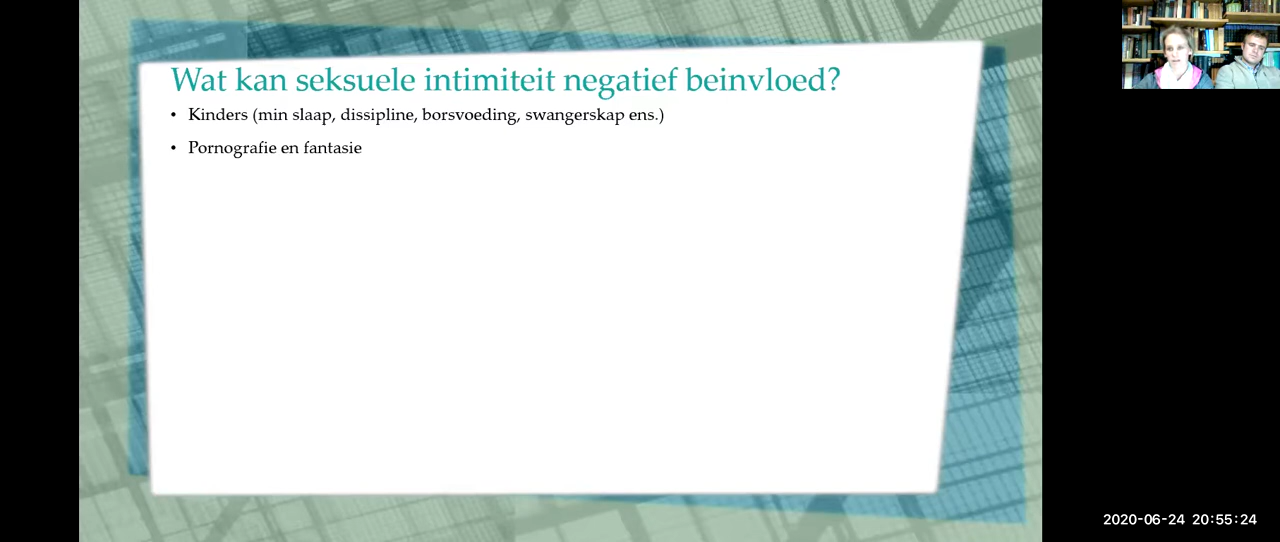 Wat kan seksuele intimiteit negatief beinvloed?
• Kinders (min slaap, dissipline, borsvoeding, swangerskap ens.)
• Pornografie en fantasie
2020-06-24 20:55:24